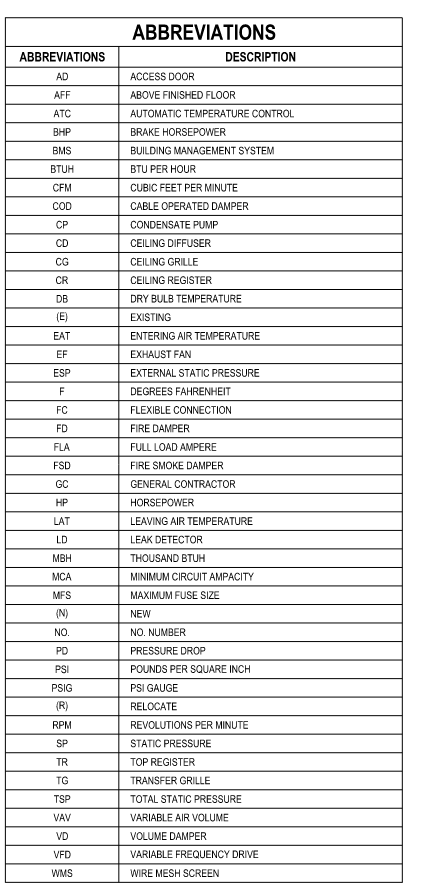 ABBREVIATIONS
ABBREVIATIONS DESCRIPTION
AD ACCESS DOOR
AFF ABOVE FINISHED FLOOR
ATC AUTOMATIC TEMPERATURE CONTROL
BHP BRAKE HORSEPOWER
BMS BUILDING MANAGEMENT SYSTEM
BTUH BTU PER HOUR
CFM CUBIC FEET PER MINUTE
COD CABLE OPERATED DAMPER
CP CONDENSATE PUMP
CD CEILING DIFFUSER
CG CEILING GRILLE
CR CEILING REGISTER
DB DRY BULB TEMPERATURE
(E) EXISTING
EAT ENTERING AIR TEMPERATURE
EF EXHAUST FAN
ESP EXTERNAL STATIC PRESSURE
F DEGREES FAHRENHEIT
FC FLEXIBLE CONNECTION
FD FIRE DAMPER
FLA FULL LOAD AMPERE
FSD FIRE SMOKE DAMPER
GC GENERAL CONTRACTOR
HP HORSEPOWER
LAT LEAVING AIR TEMPERATURE
LD LEAK DETECTOR
MBH THOUSAND BTUH
MCA MINIMUM CIRCUIT AMPACITY
MFS MAXIMUM FUSE SIZE
(N) NEW
NO. NO. NUMBER
PD PRESSURE DROP
PSI POUNDS PER SQUARE INCH
PSIG PSI GAUGE
(R) RELOCATE
RPM REVOLUTIONS PER MINUTE
SP STATIC PRESSURE
TR TOP REGISTER
TG TRANSFER GRILLE
TSP TOTAL STATIC PRESSURE
VAV VARIABLE AIR VOLUME
VD VOLUME DAMPER
VFD VARIABLE FREQUENCY DRIVE
WMS WIRE MESH SCREEN